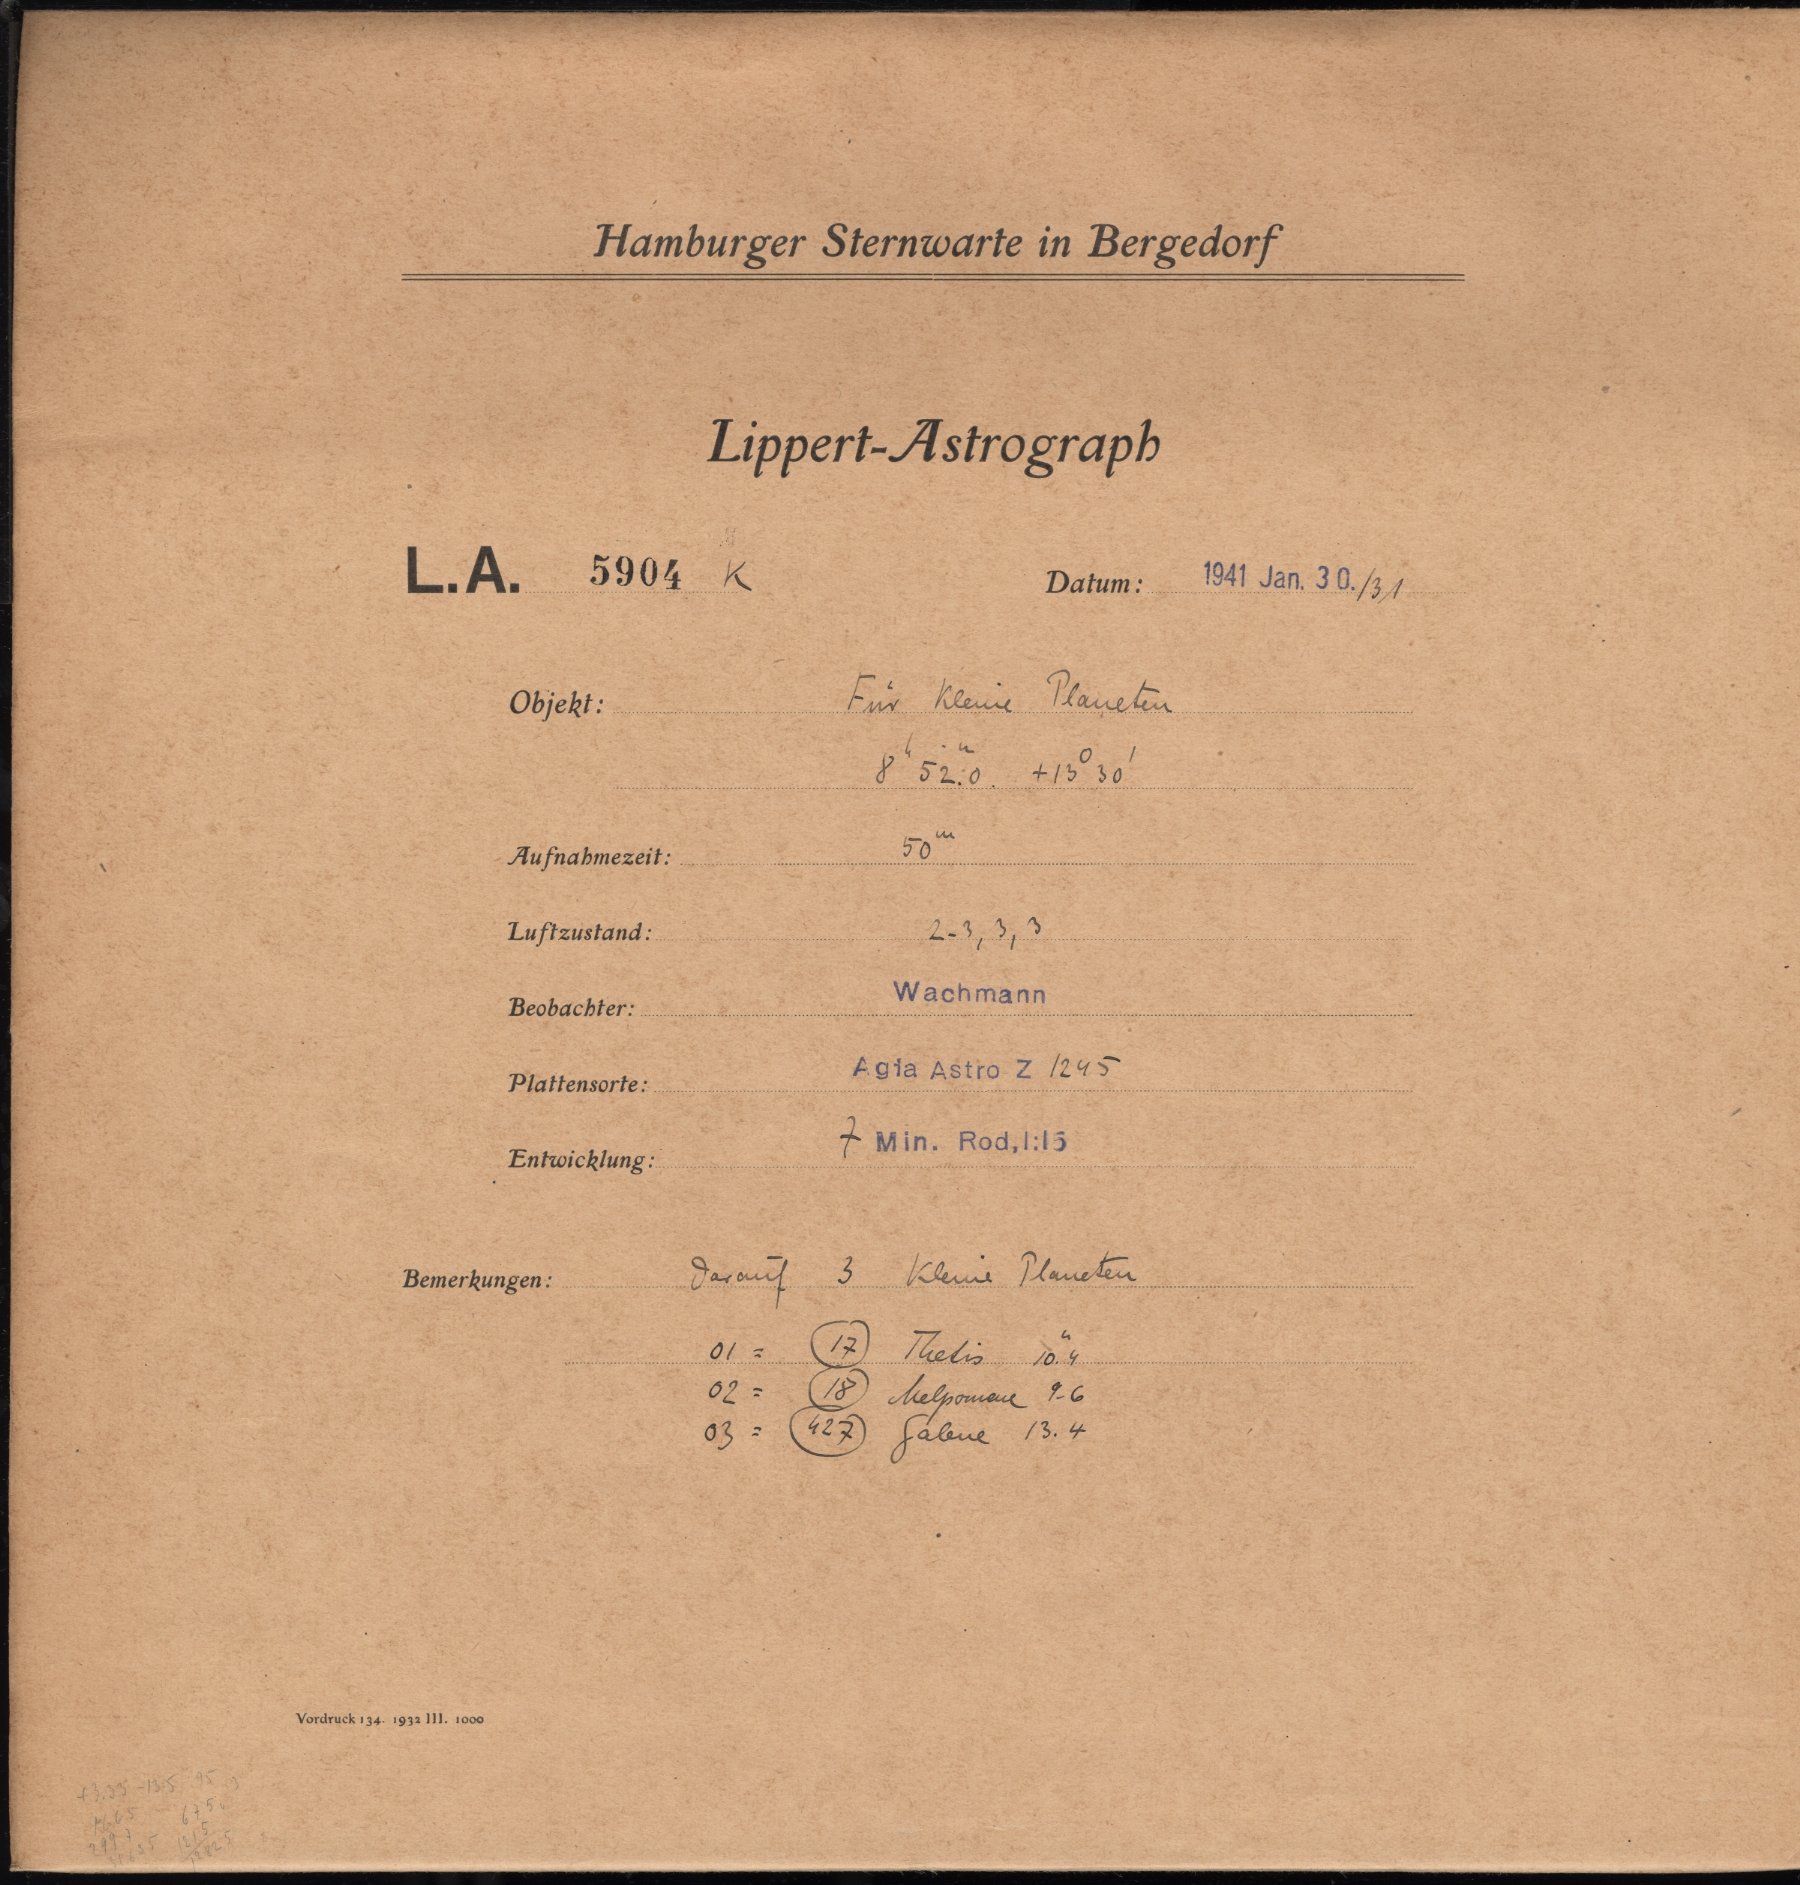 Hamburger Sternwarte in Bergedorf
Lippert-Astrograph
L.A. 5904 K Datum: 1941 Jan. 30./31
Objekt: Für Kleine Planeten
8h 52m.0 +13° 30'
Aufnahmezeit: 50m
Luftzustand: 2-3, 3, 3
Beobachter: Wachmann
Plattensorte: Agfa Astro Z 1245
Entwicklung: 7 Min. Rod, 1:15
Bemerkungen: Darauf 3 Kleine Planeten
01 = 17 Thetis 10m.4
02 = 18 Melpomene 9.6
03 = 427 Galene 13.4
Vordruck 134. 1932 III. 1000